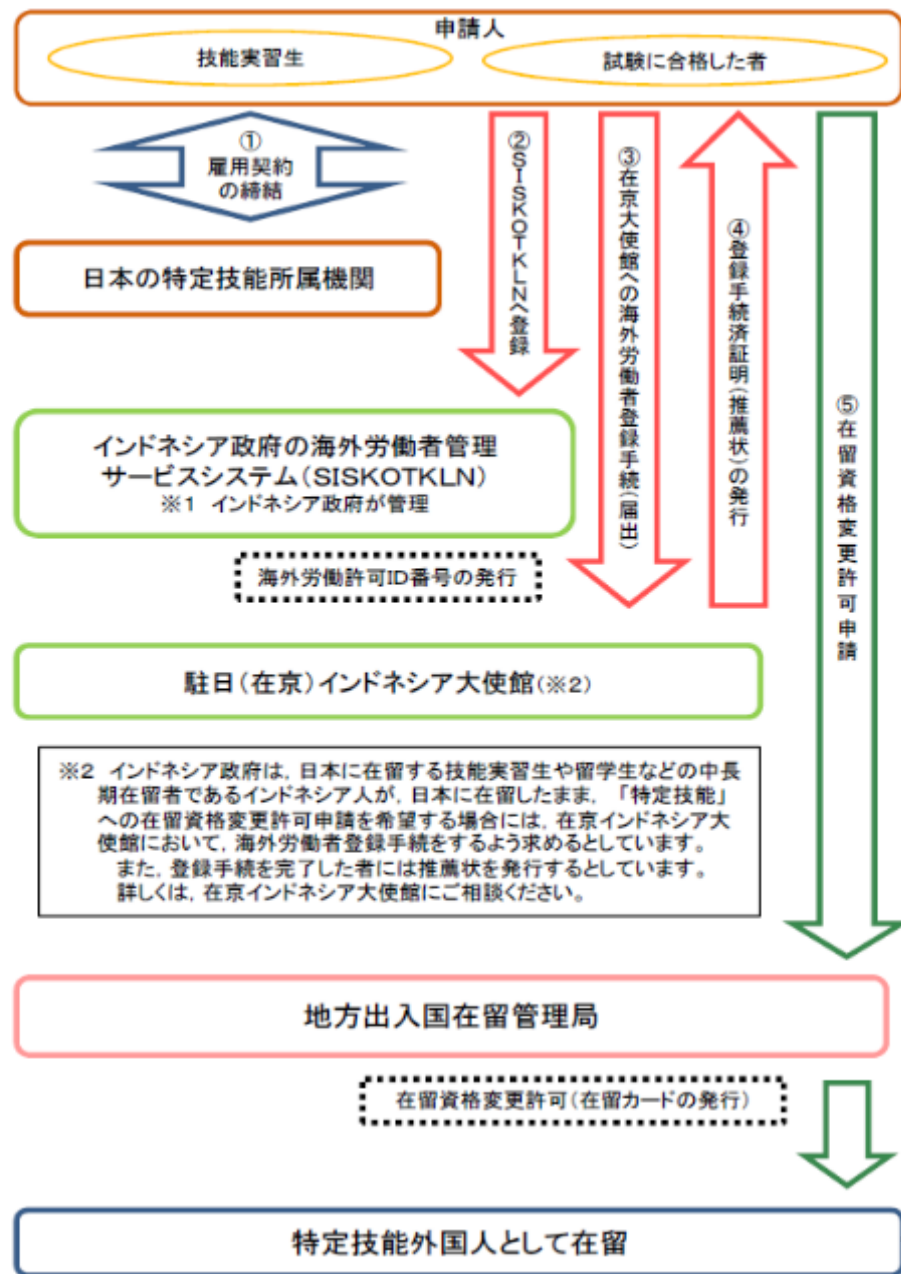 申請人
技能実習生
試験に合格した者
①
雇用契約
の締結
②SISKOTKLNへ登録
③在京大使館への海外労働者登録手続(届出)
④登録手続済証明(推薦状)の発行
⑤在留資格変更許可申請
日本の特定技能所属機関
インドネシア政府の海外労働者管理
サービスシステム(SISKOTKLN)
※1 インドネシア政府が管理
海外労働許可ID番号の発行
駐日(在京)インドネシア大使館(※2)
※2 インドネシア政府は,日本に在留する技能実習生や留学生などの中長
期在留者であるインドネシア人が,日本に在留したまま,「特定技能」
への在留資格変更許可申請を希望する場合には,在京インドネシア大
使館において,海外労働者登録手続をするよう求めるとしています。
また,登録手続を完了した者には推薦状を発行するとしています。
詳しくは,在京インドネシア大使館にご相談ください。
地方出入国在留管理局
在留資格変更許可(在留カードの発行)
特定技能外国人として在留